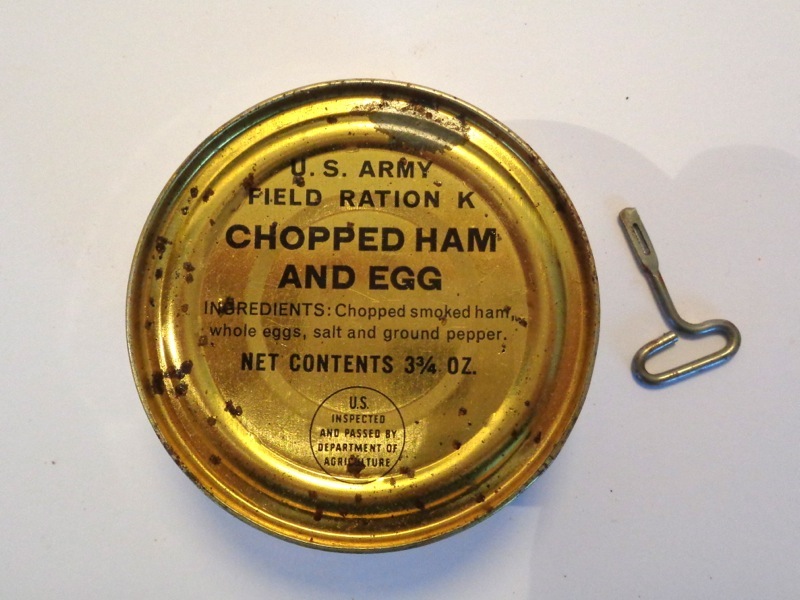 U. S. ARMY
FIELD RATION K
CHOPPED HAM
AND EGG
INGREDIENTS: Chopped smoked ham,
whole eggs, salt and ground pepper.
NET CONTENTS 3¾ OZ.
U.S.
INSPECTED
AND PASSED BY
DEPARTMENT OF
AGRICULTURE